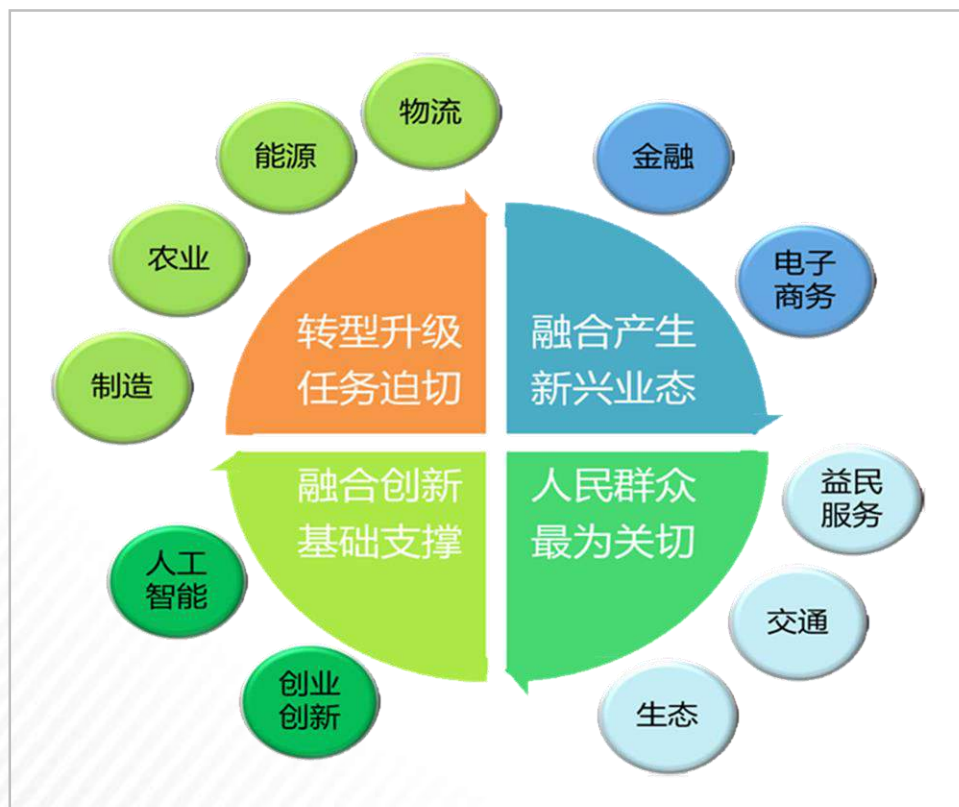 物流
能源
农业
制造
金融
电子
商务
转型升级
任务迫切
融合产生
新兴业态
融合创新
基础支撑
人民群众
最为关切
益民
服务
交通
生态
人工
智能
创业
创新